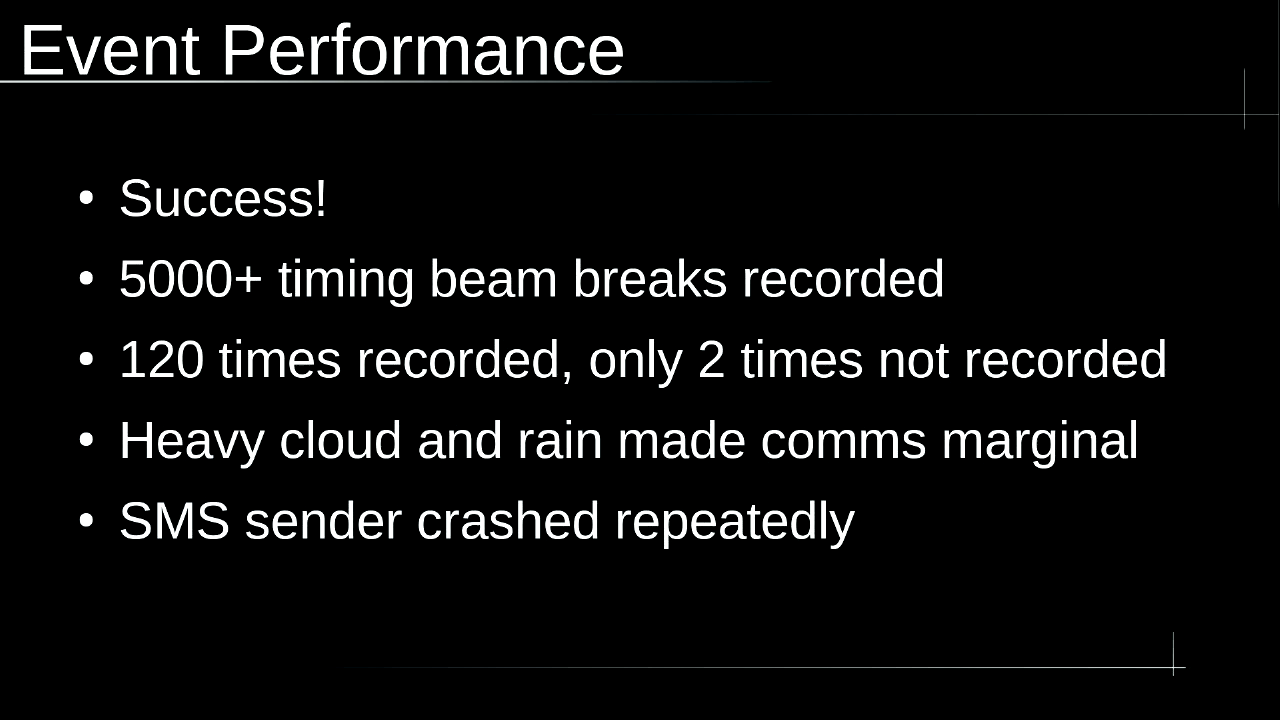 Event Performance
• Success!
• 5000+ timing beam breaks recorded
• 120 times recorded, only 2 times not recorded
• Heavy cloud and rain made comms marginal
• SMS sender crashed repeatedly